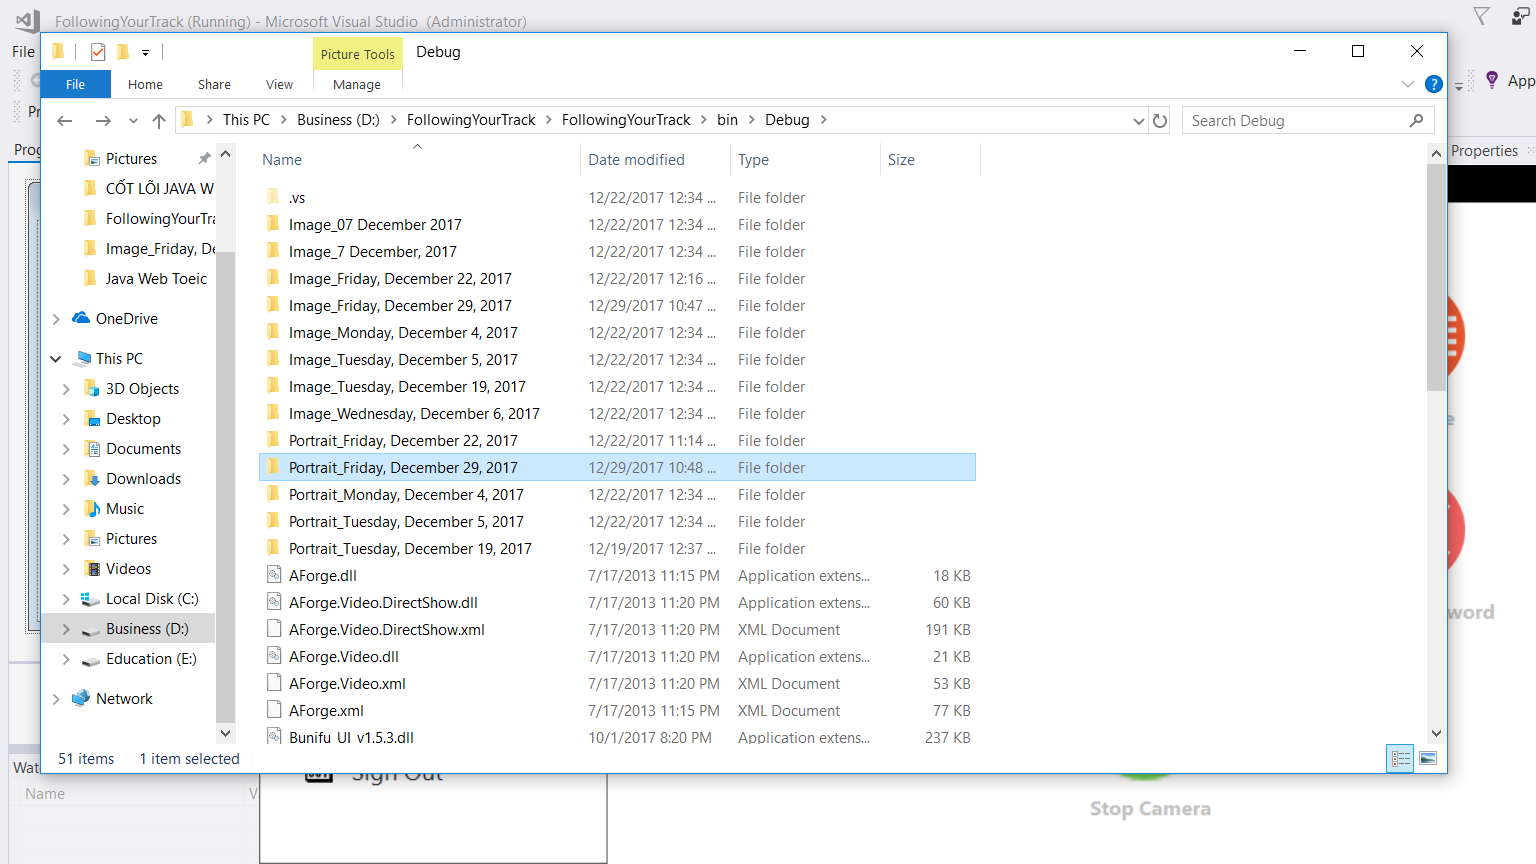 FollowingYourTrack (Running) - Microsoft Visual Studio (Administrator)
File
Picture Tools
Debug
App
File
Home
Share
View
Manage
?
This PC
Business (D:)
FollowingYourTrack
FollowingYourTrack
bin
Debug
Search Debug
Properties
Name
Date modified
Type
Size
Pictures
CỐT LÕI JAVA W
FollowingYourTra
Image_Friday, De
Java Web Toeic
OneDrive
This PC
3D Objects
Desktop
Documents
Downloads
Music
Pictures
Videos
Local Disk (C:)
Business (D:)
Education (E:)
Network
.vs 12/22/2017 12:34 ... File folder
Image_07 December 2017 12/22/2017 12:34 ... File folder
Image_7 December, 2017 12/22/2017 12:34 ... File folder
Image_Friday, December 22, 2017 12/22/2017 12:16 ... File folder
Image_Friday, December 29, 2017 12/29/2017 10:47 ... File folder
Image_Monday, December 4, 2017 12/22/2017 12:34 ... File folder
Image_Tuesday, December 5, 2017 12/22/2017 12:34 ... File folder
Image_Tuesday, December 19, 2017 12/22/2017 12:34 ... File folder
Image_Wednesday, December 6, 2017 12/22/2017 12:34 ... File folder
Portrait_Friday, December 22, 2017 12/22/2017 11:14 ... File folder
Portrait_Friday, December 29, 2017 12/29/2017 10:48 ... File folder
Portrait_Monday, December 4, 2017 12/22/2017 12:34 ... File folder
Portrait_Tuesday, December 5, 2017 12/22/2017 12:34 ... File folder
Portrait_Tuesday, December 19, 2017 12/19/2017 12:37 ... File folder
AForge.dll 7/17/2013 11:15 PM Application extens... 18 KB
AForge.Video.DirectShow.dll 7/17/2013 11:20 PM Application extens... 60 KB
AForge.Video.DirectShow.xml 7/17/2013 11:20 PM XML Document 191 KB
AForge.Video.dll 7/17/2013 11:20 PM Application extens... 21 KB
AForge.Video.xml 7/17/2013 11:20 PM XML Document 53 KB
AForge.xml 7/17/2013 11:15 PM XML Document 77 KB
Bunifu_UI_v1.5.3.dll 10/1/2017 8:20 PM Application extens... 237 KB
51 items
1 item selected
word
Wat
Name
V
Sign Out
Stop Camera